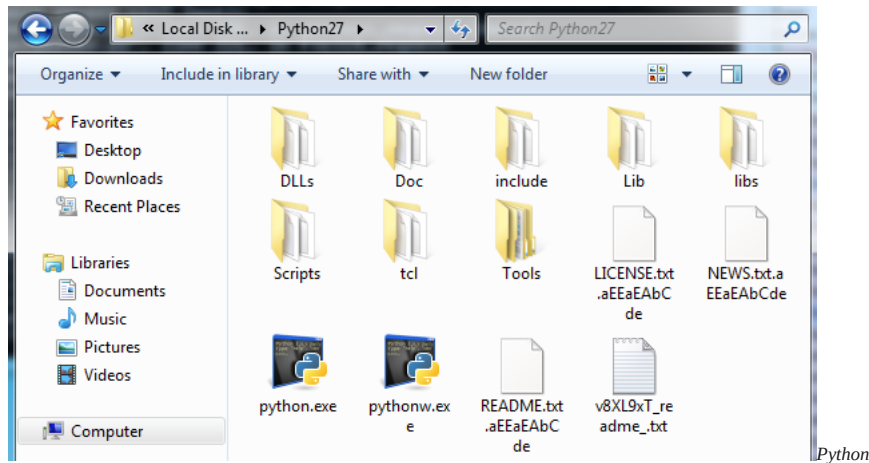 « Local Disk ... ▸ Python27 ▸ Search Python27
Organize Include in library Share with New folder
Favorites
Desktop
Downloads
Recent Places
Libraries
Documents
Music
Pictures
Videos
Computer
DLLs Doc include Lib libs
Scripts tcl Tools LICENSE.txt NEWS.txt.a
.aEEaEAbC EEaEAbCde
de
python.exe pythonw.ex README.txt v8XL9xT_re
e .aEEaEAbC adme_.txt
de
Python